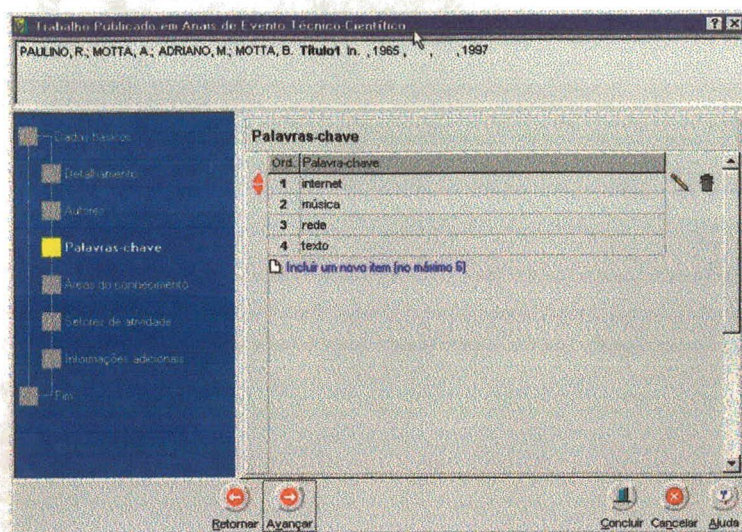 Trabalho Publicado em Anais de Evento Técnico-Científico
PAULINO, R.; MOTTA, A.; ADRIANO, M.; MOTTA, B. Título1 In. , 1965 , , , 1997
Dados Básicos
Detalhamento
Autores
Palavras-chave
Áreas do conhecimento
Setores de atividade
Informações adicionais
Fim
Palavras-chave
Ord. Palavra-chave
1 internet
2 música
3 rede
4 texto
Incluir um novo item (no máximo 6)
Retornar Avançar Concluir Cancelar Ajuda